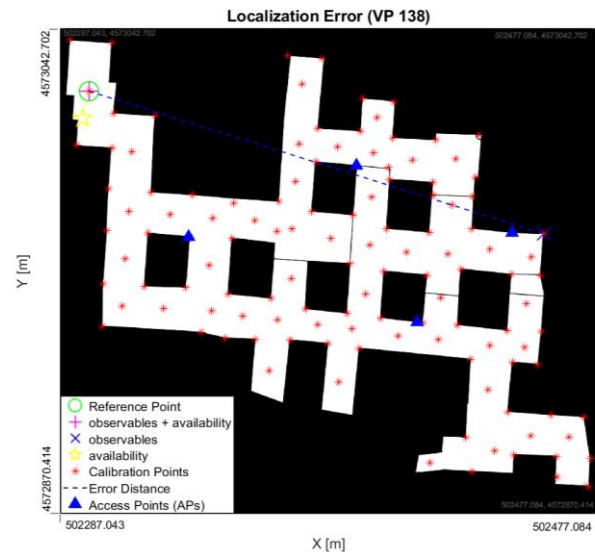 Localization Error (VP 138)
502287.043, 4573042.702
502477.084, 4573042.702
4573042.702
Y [m]
4572870.414
Reference Point
observables + availability
observables
availability
Calibration Points
Error Distance
Access Points (APs)
502477.084, 4572870.414
502287.043
502477.084
X [m]